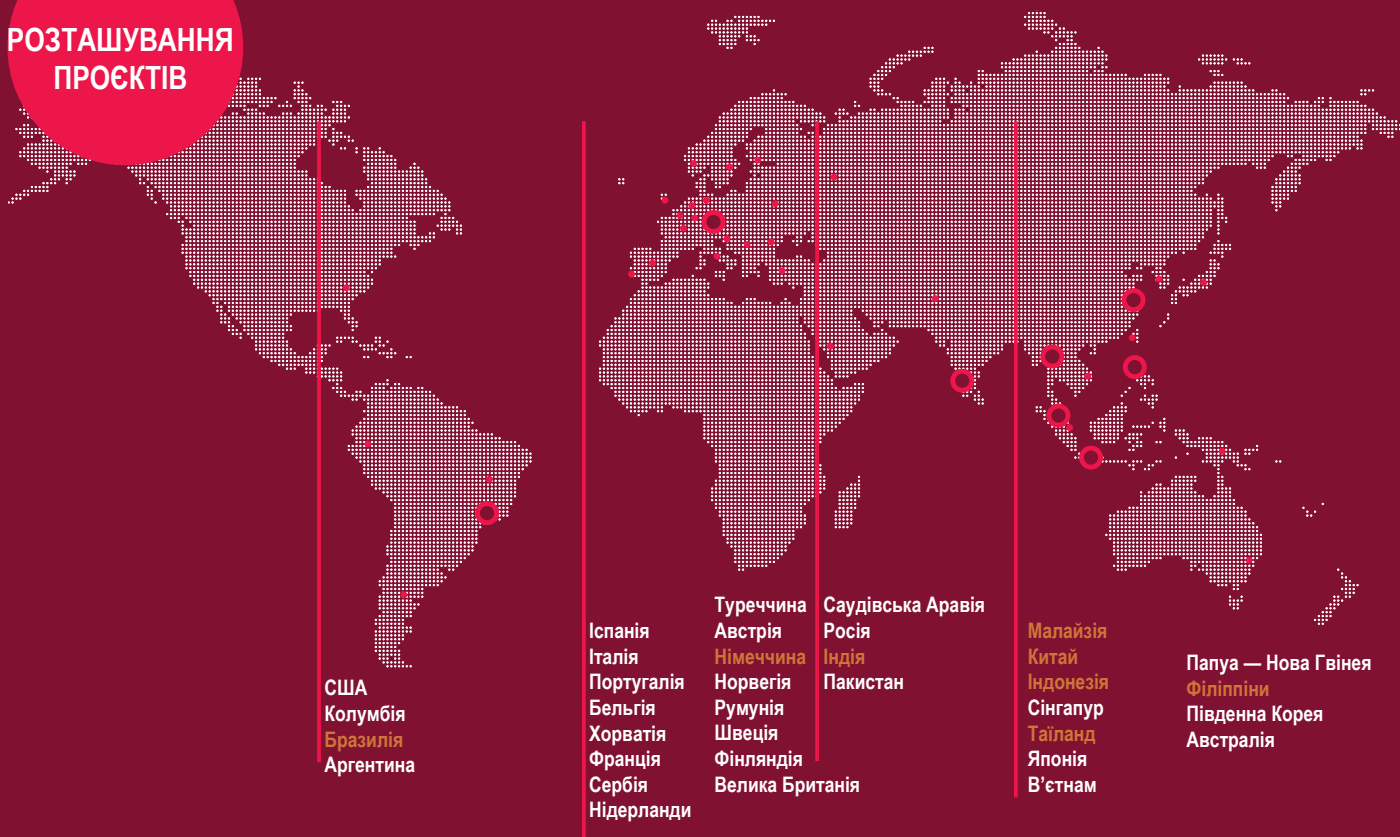 РОЗТАШУВАННЯ
ПРОЄКТІВ
США
Колумбія
Бразилія
Аргентина
Іспанія
Італія
Португалія
Бельгія
Хорватія
Франція
Сербія
Нідерланди
Туреччина
Австрія
Німеччина
Норвегія
Румунія
Швеція
Фінляндія
Велика Британія
Саудівська Аравія
Росія
Індія
Пакистан
Малайзія
Китай
Індонезія
Сінгапур
Таїланд
Японія
В’єтнам
Папуа — Нова Гвінея
Філіппіни
Південна Корея
Австралія